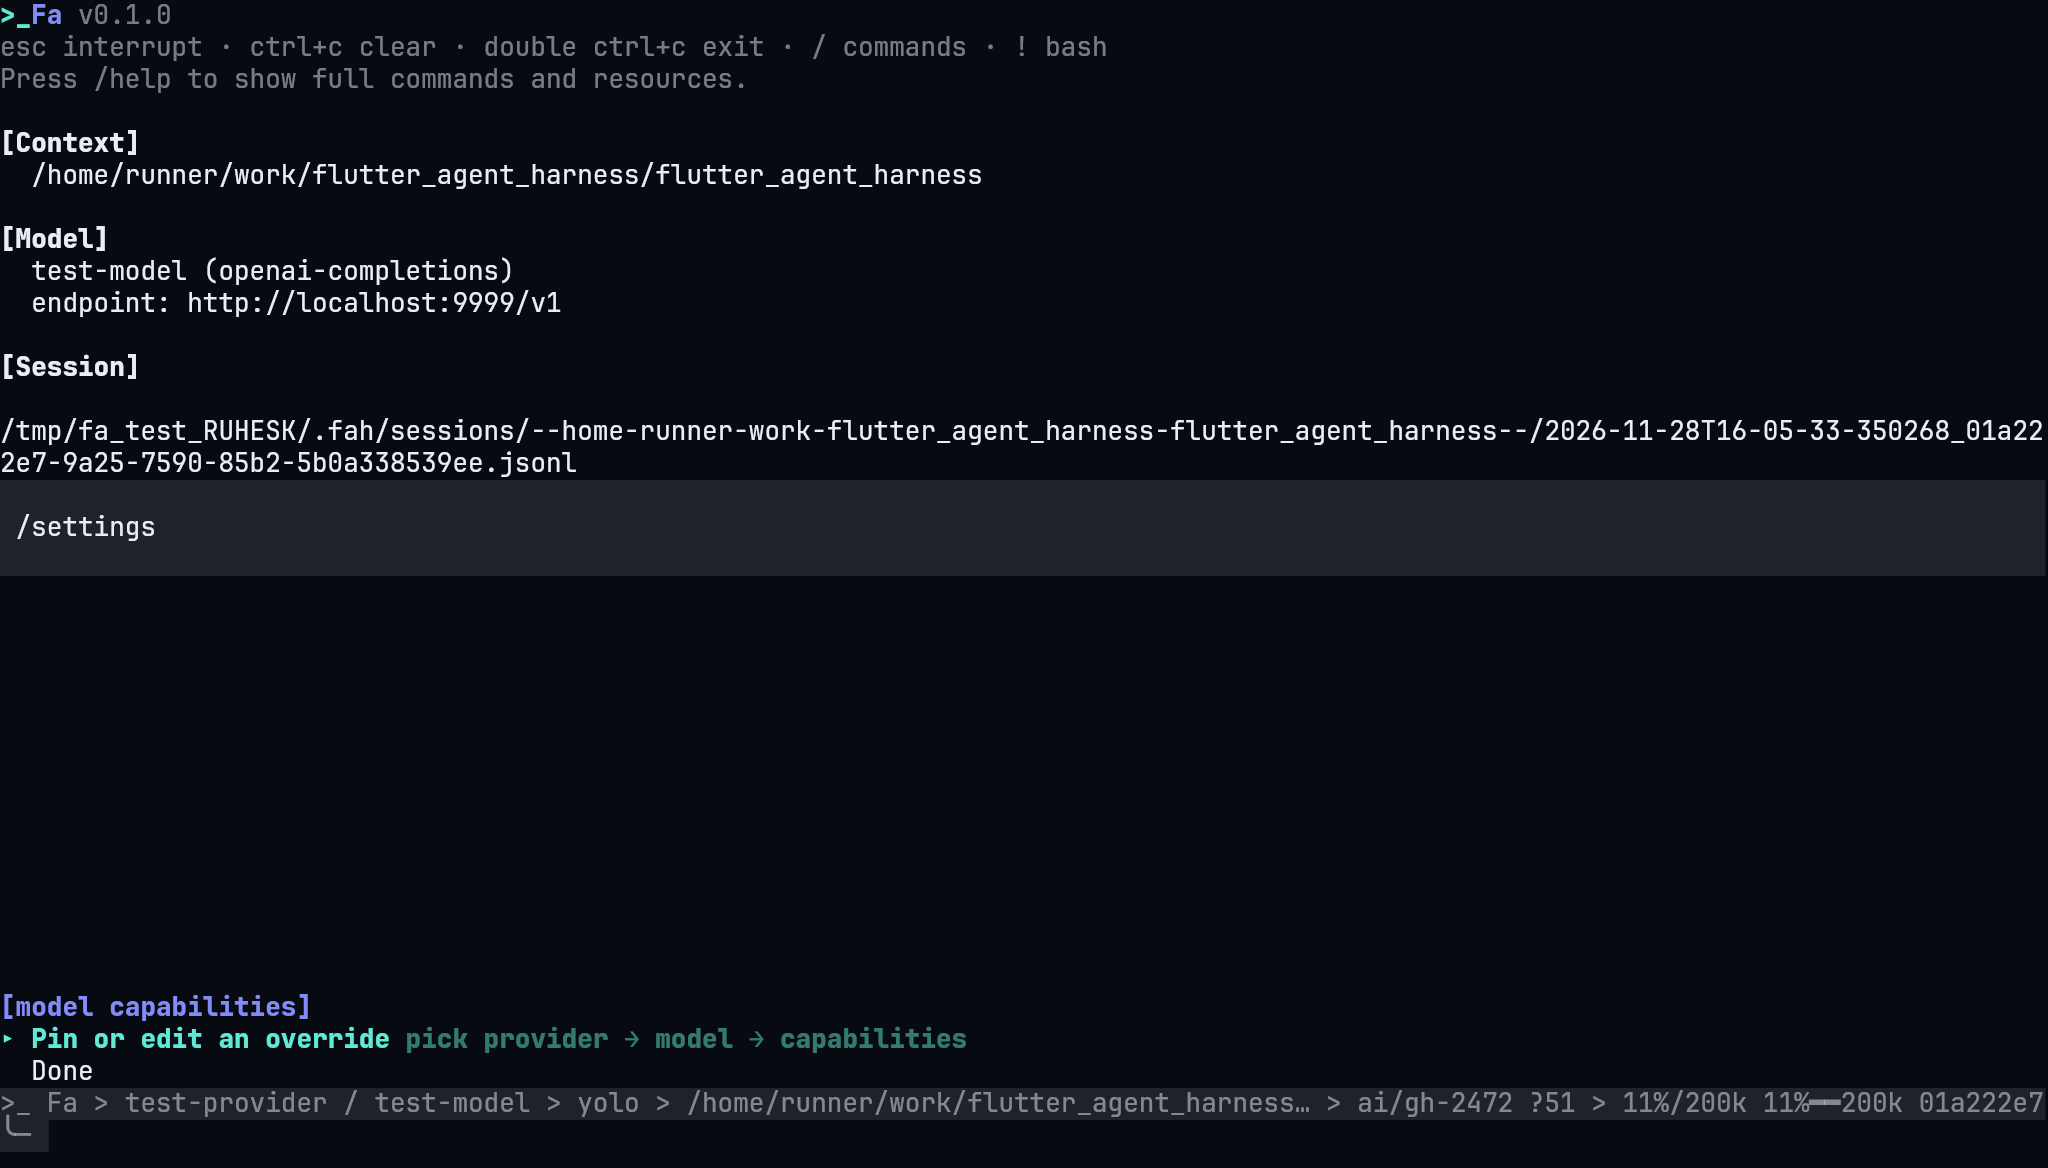 >_Fa v0.1.0
esc interrupt · ctrl+c clear · double ctrl+c exit · / commands · ! bash
Press /help to show full commands and resources.
[Context]
/home/runner/work/flutter_agent_harness/flutter_agent_harness
[Model]
test-model (openai-completions)
endpoint: http://localhost:9999/v1
[Session]
/tmp/fa_test_RUHESK/.fah/sessions/--home-runner-work-flutter_agent_harness-flutter_agent_harness--/2026-11-28T16-05-33-350268_01a22
2e7-9a25-7590-85b2-5b0a338539ee.jsonl
/settings
[model capabilities]
▸ Pin or edit an override pick provider → model → capabilities
Done
>_ Fa > test-provider / test-model > yolo > /home/runner/work/flutter_agent_harness… > ai/gh-2472 ?51 > 11%/200k 11%━━200k 01a222e7
╰─